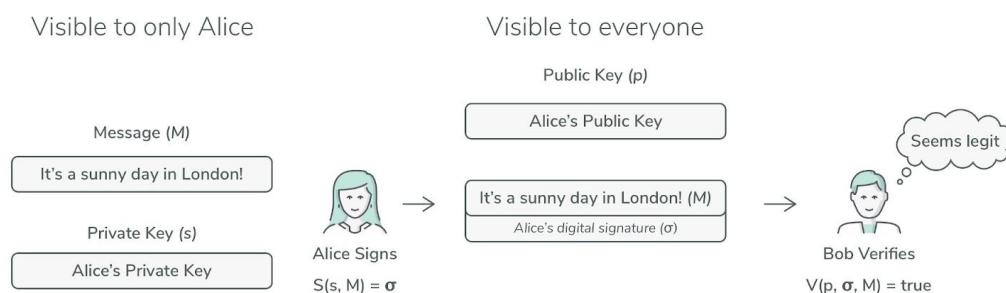 Visible to only Alice
Message (M)
It's a sunny day in London!
Private Key (s)
Alice's Private Key
Alice Signs
S(s, M) = σ
Visible to everyone
Public Key (p)
Alice's Public Key
It's a sunny day in London! (M)
Alice's digital signature (σ)
Seems legit
Bob Verifies
V(p, σ, M) = true